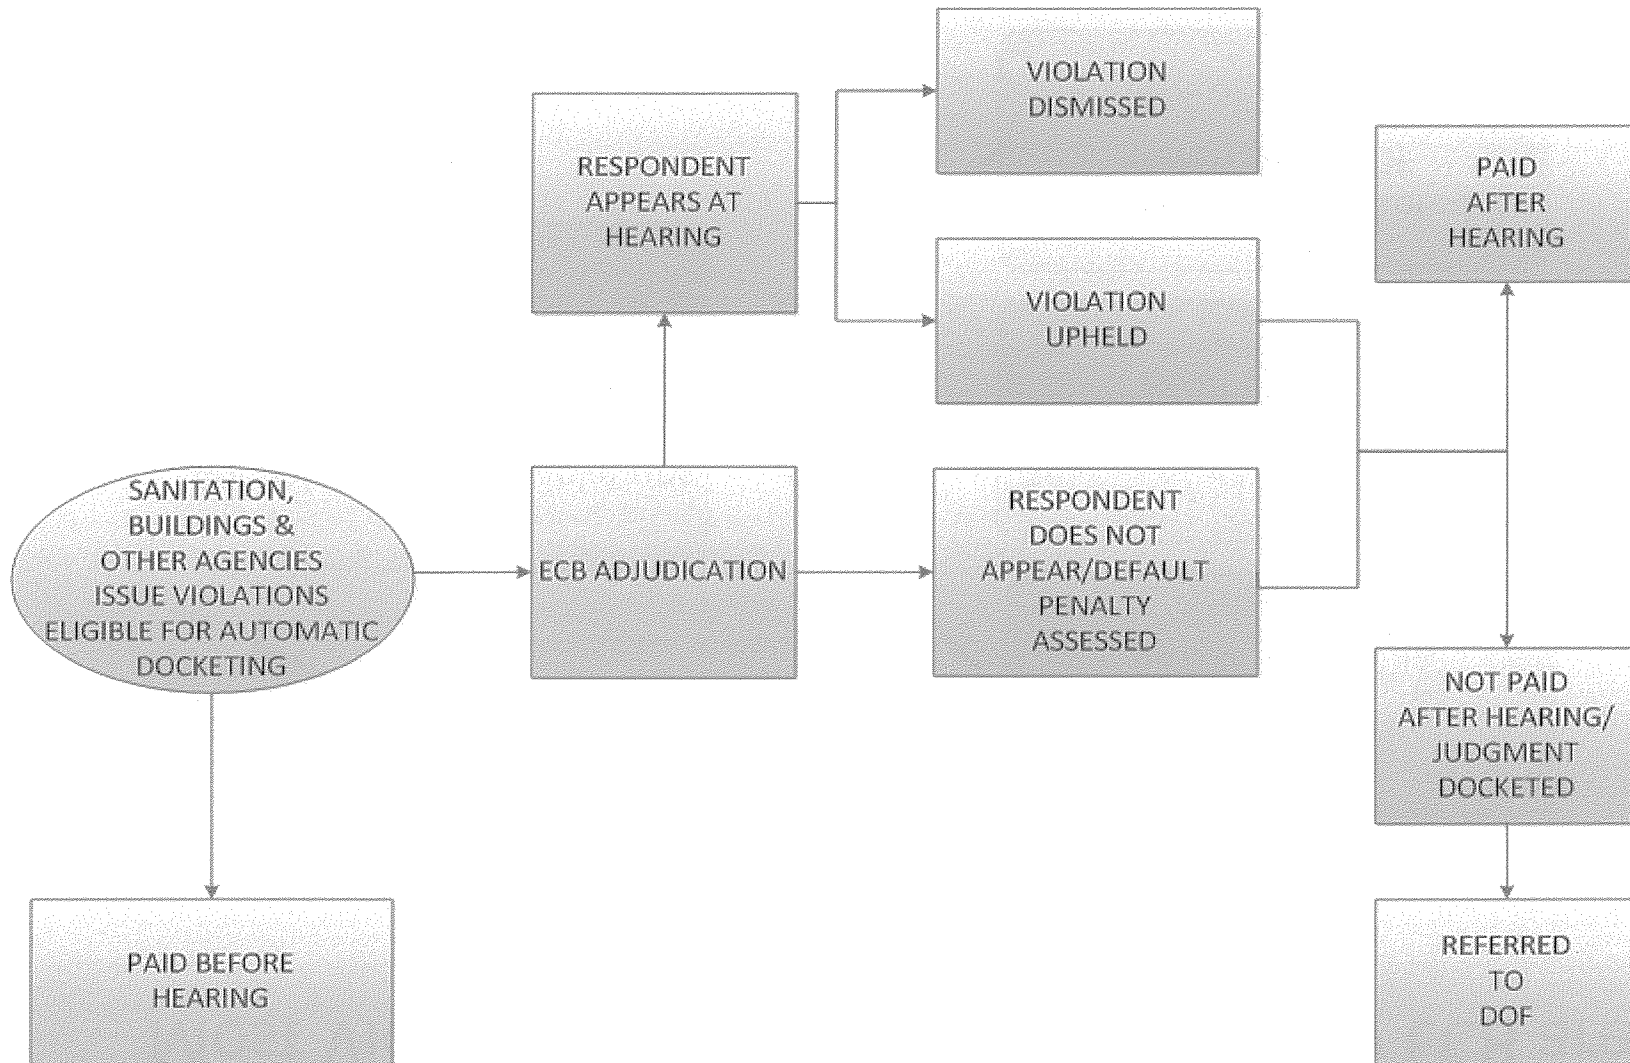 VIOLATION
DISMISSED
RESPONDENT
APPEARS AT
HEARING
PAID
AFTER
HEARING
VIOLATION
UPHELD
SANITATION,
BUILDINGS &
OTHER AGENCIES
ISSUE VIOLATIONS
ELIGIBLE FOR AUTOMATIC
DOCKETING
ECB ADJUDICATION
RESPONDENT
DOES NOT
APPEAR/DEFAULT
PENALTY
ASSESSED
NOT PAID
AFTER HEARING/
JUDGMENT
DOCKETED
PAID BEFORE
HEARING
REFERRED
TO
DOF